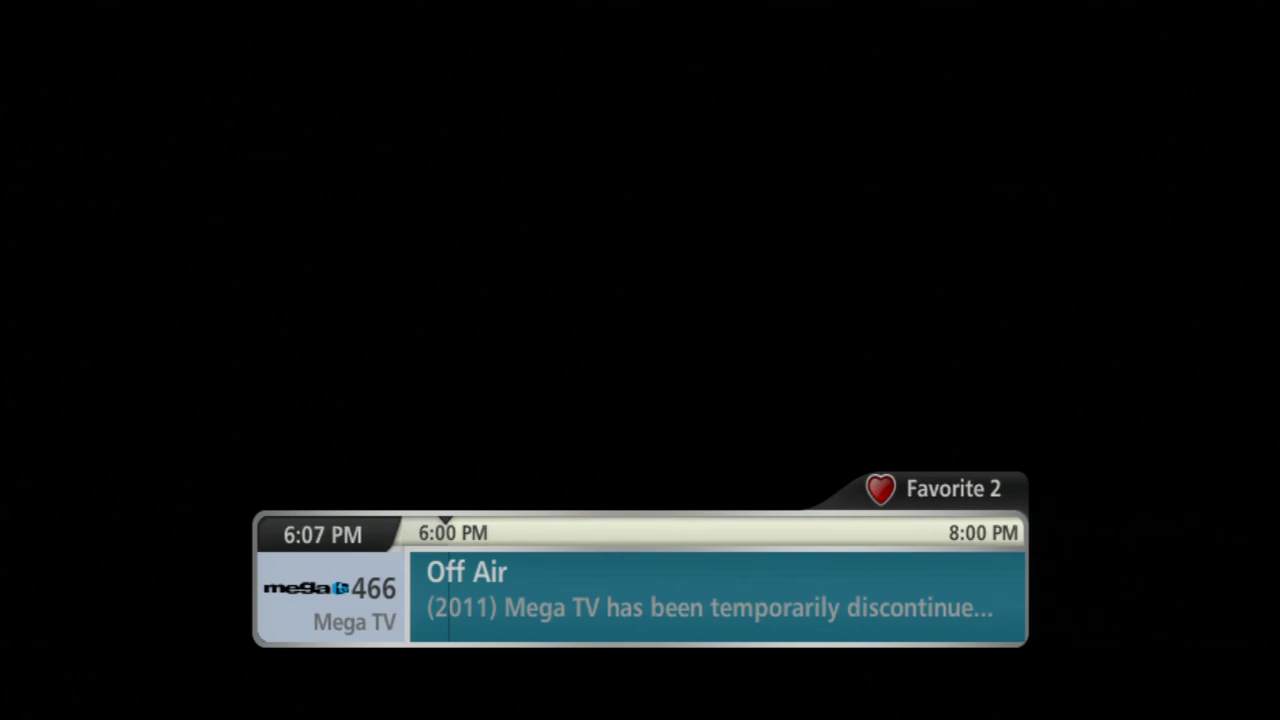 Favorite 2
6:07 PM
6:00 PM
8:00 PM
mega tv
466
Mega TV
Off Air
(2011) Mega TV has been temporarily discontinue...